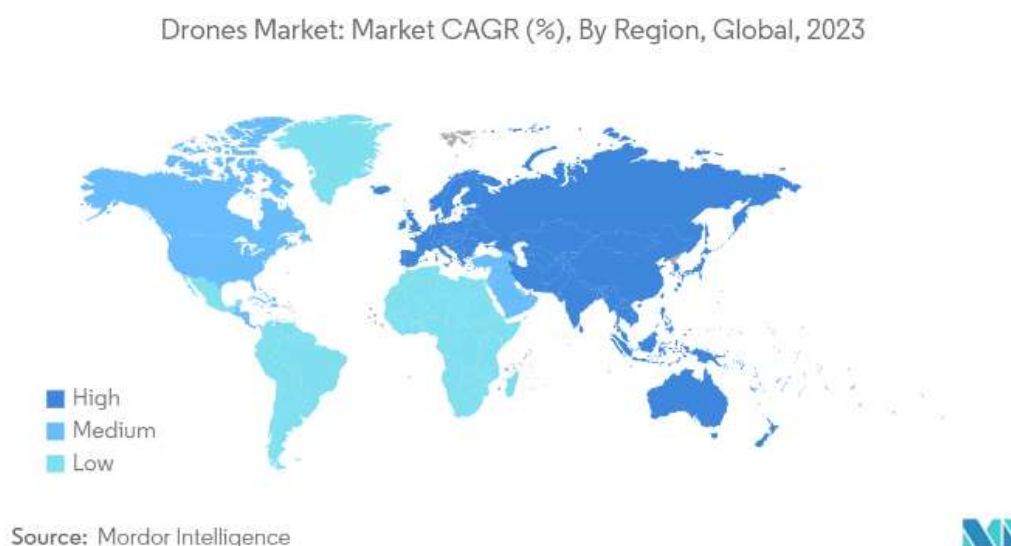 Drones Market: Market CAGR (%), By Region, Global, 2023
High
Medium
Low
Source: Mordor Intelligence